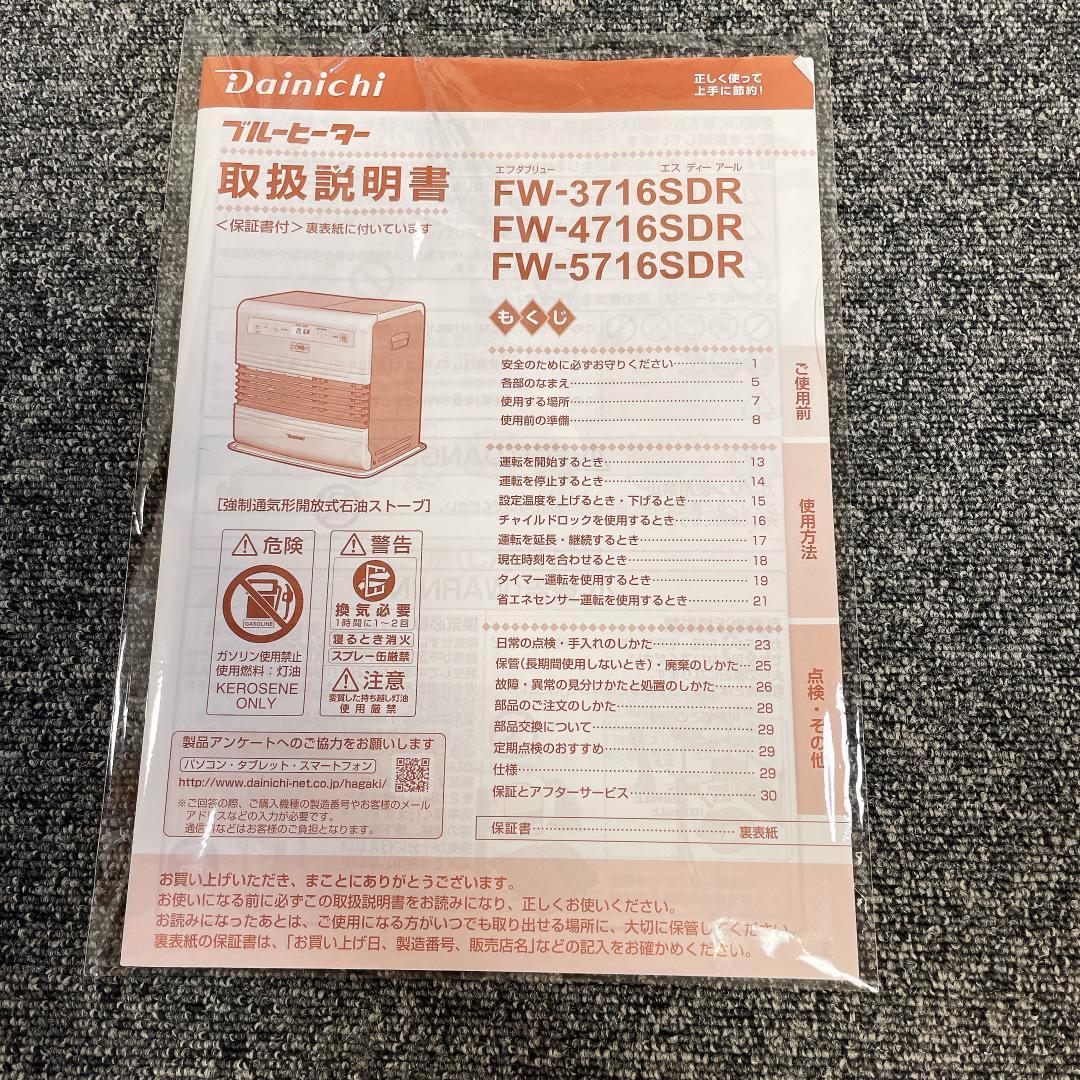 Dainichi
正しく使って
上手に節約!
ブルーヒーター
取扱説明書
<保証書付>裏表紙に付いています
エフダブリュー エス ディー アール
FW-3716SDR
FW-4716SDR
FW-5716SDR
もくじ
安全のために必ずお守りください 1
各部のなまえ 5
使用する場所 7
使用前の準備 8
ご使用前
運転を開始するとき 13
運転を停止するとき 14
設定温度を上げるとき・下げるとき 15
チャイルドロックを使用するとき 16
運転を延長・継続するとき 17
現在時刻を合わせるとき 18
タイマー運転を使用するとき 19
省エネセンサー運転を使用するとき 21
使用方法
日常の点検・手入れのしかた 23
保管(長期間使用しないとき)・廃棄のしかた 25
故障・異常の見分けかたと処置のしかた 26
部品のご注文のしかた 28
部品交換について 29
定期点検のおすすめ 29
仕様 29
保証とアフターサービス 30
点検・その他
保証書 裏表紙
[強制通気形開放式石油ストーブ]
危険
GASOLINE
ガソリン使用禁止
使用燃料:灯油
KEROSENE
ONLY
警告
換気必要
1時間に1~2回
寝るとき消火
スプレー缶厳禁
注意
変質した持ち越し灯油
使用厳禁
製品アンケートへのご協力をお願いします
パソコン・タブレット・スマートフォン
http://www.dainichi-net.co.jp/hagaki/
※ご回答の際、ご購入機種の製造番号やお客様のメール
アドレスなどの入力が必要です。
通信料などはお客様のご負担となります。
お買い上げいただき、まことにありがとうございます。
お使いになる前に必ずこの取扱説明書をお読みになり、正しくお使いください。
お読みになったあとは、ご使用になる方がいつでも取り出せる場所に、大切に保管してください。
裏表紙の保証書は、「お買い上げ日、製造番号、販売店名」などの記入をお確かめください。